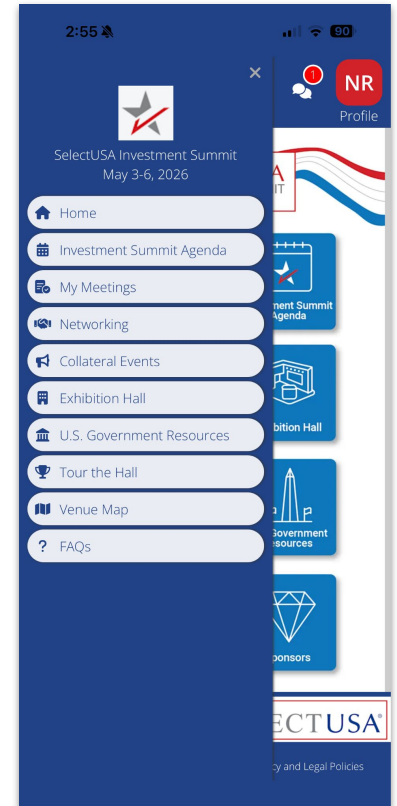 2:55
90
1
NR
Profile
SelectUSA Investment Summit
May 3-6, 2026
Home
Investment Summit Agenda
My Meetings
Networking
Collateral Events
Exhibition Hall
U.S. Government Resources
Tour the Hall
Venue Map
? FAQs
A
IT
ment Summit
Agenda
bition Hall
Government
esources
ponsors
ECTUSA®
cy and Legal Policies